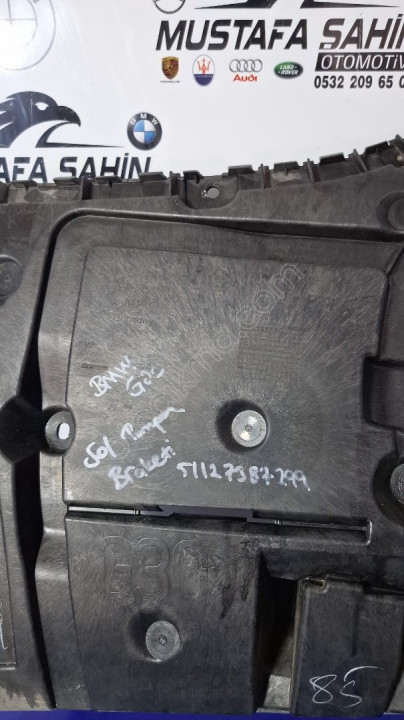 MUSTAFA ŞAHİN
OTOMOTİV
Audi
LAND-ROVER
0532 209 65 0
BMW
AFA ŞAHİN
BMW
G30
Sol Tampon
Braketi
51127387799
G30
85